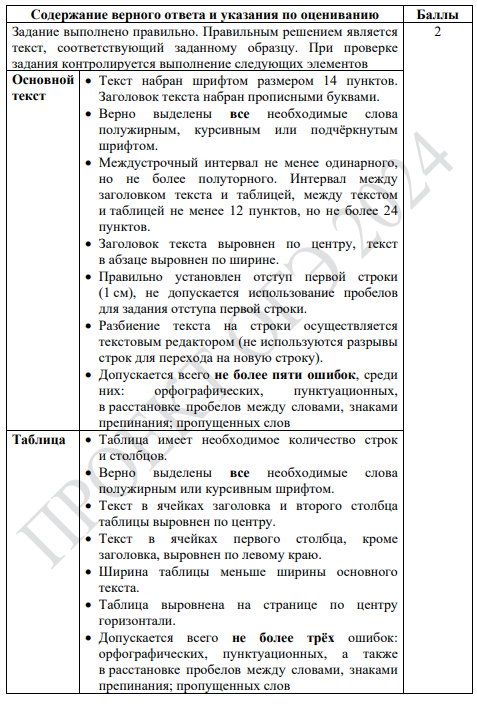 Содержание верного ответа и указания по оцениванию Баллы
Задание выполнено правильно. Правильным решением является 2
текст, соответствующий заданному образцу. При проверке
задания контролируется выполнение следующих элементов
Основной • Текст набран шрифтом размером 14 пунктов.
текст Заголовок текста набран прописными буквами.
• Верно выделены все необходимые слова
полужирным, курсивным или подчёркнутым
шрифтом.
• Междустрочный интервал не менее одинарного,
но не более полуторного. Интервал между
заголовком текста и таблицей, между текстом
и таблицей не менее 12 пунктов, но не более 24
пунктов.
• Заголовок текста выровнен по центру, текст
в абзаце выровнен по ширине.
• Правильно установлен отступ первой строки
(1 см), не допускается использование пробелов
для задания отступа первой строки.
• Разбиение текста на строки осуществляется
текстовым редактором (не используются разрывы
строк для перехода на новую строку).
• Допускается всего не более пяти ошибок, среди
них: орфографических, пунктуационных,
в расстановке пробелов между словами, знаками
препинания; пропущенных слов
Таблица • Таблица имеет необходимое количество строк
и столбцов.
• Верно выделены все необходимые слова
полужирным или курсивным шрифтом.
• Текст в ячейках заголовка и второго столбца
таблицы выровнен по центру.
• Текст в ячейках первого столбца, кроме
заголовка, выровнен по левому краю.
• Ширина таблицы меньше ширины основного
текста.
• Таблица выровнена на странице по центру
горизонтали.
• Допускается всего не более трёх ошибок:
орфографических, пунктуационных, а также
в расстановке пробелов между словами, знаками
препинания; пропущенных слов
ПРОЕКТ ОГЭ 2024